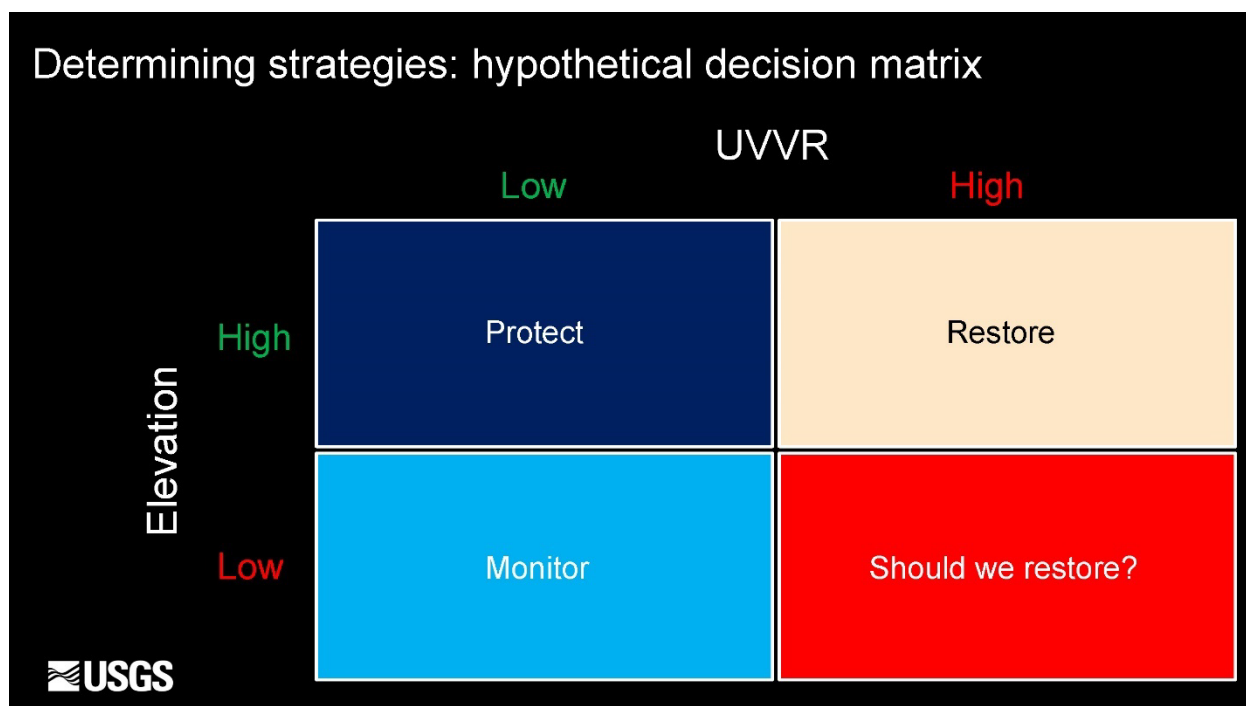 Determining strategies: hypothetical decision matrix
UVVR
Low
High
Elevation
High
Protect
Restore
Low
Monitor
Should we restore?
USGS